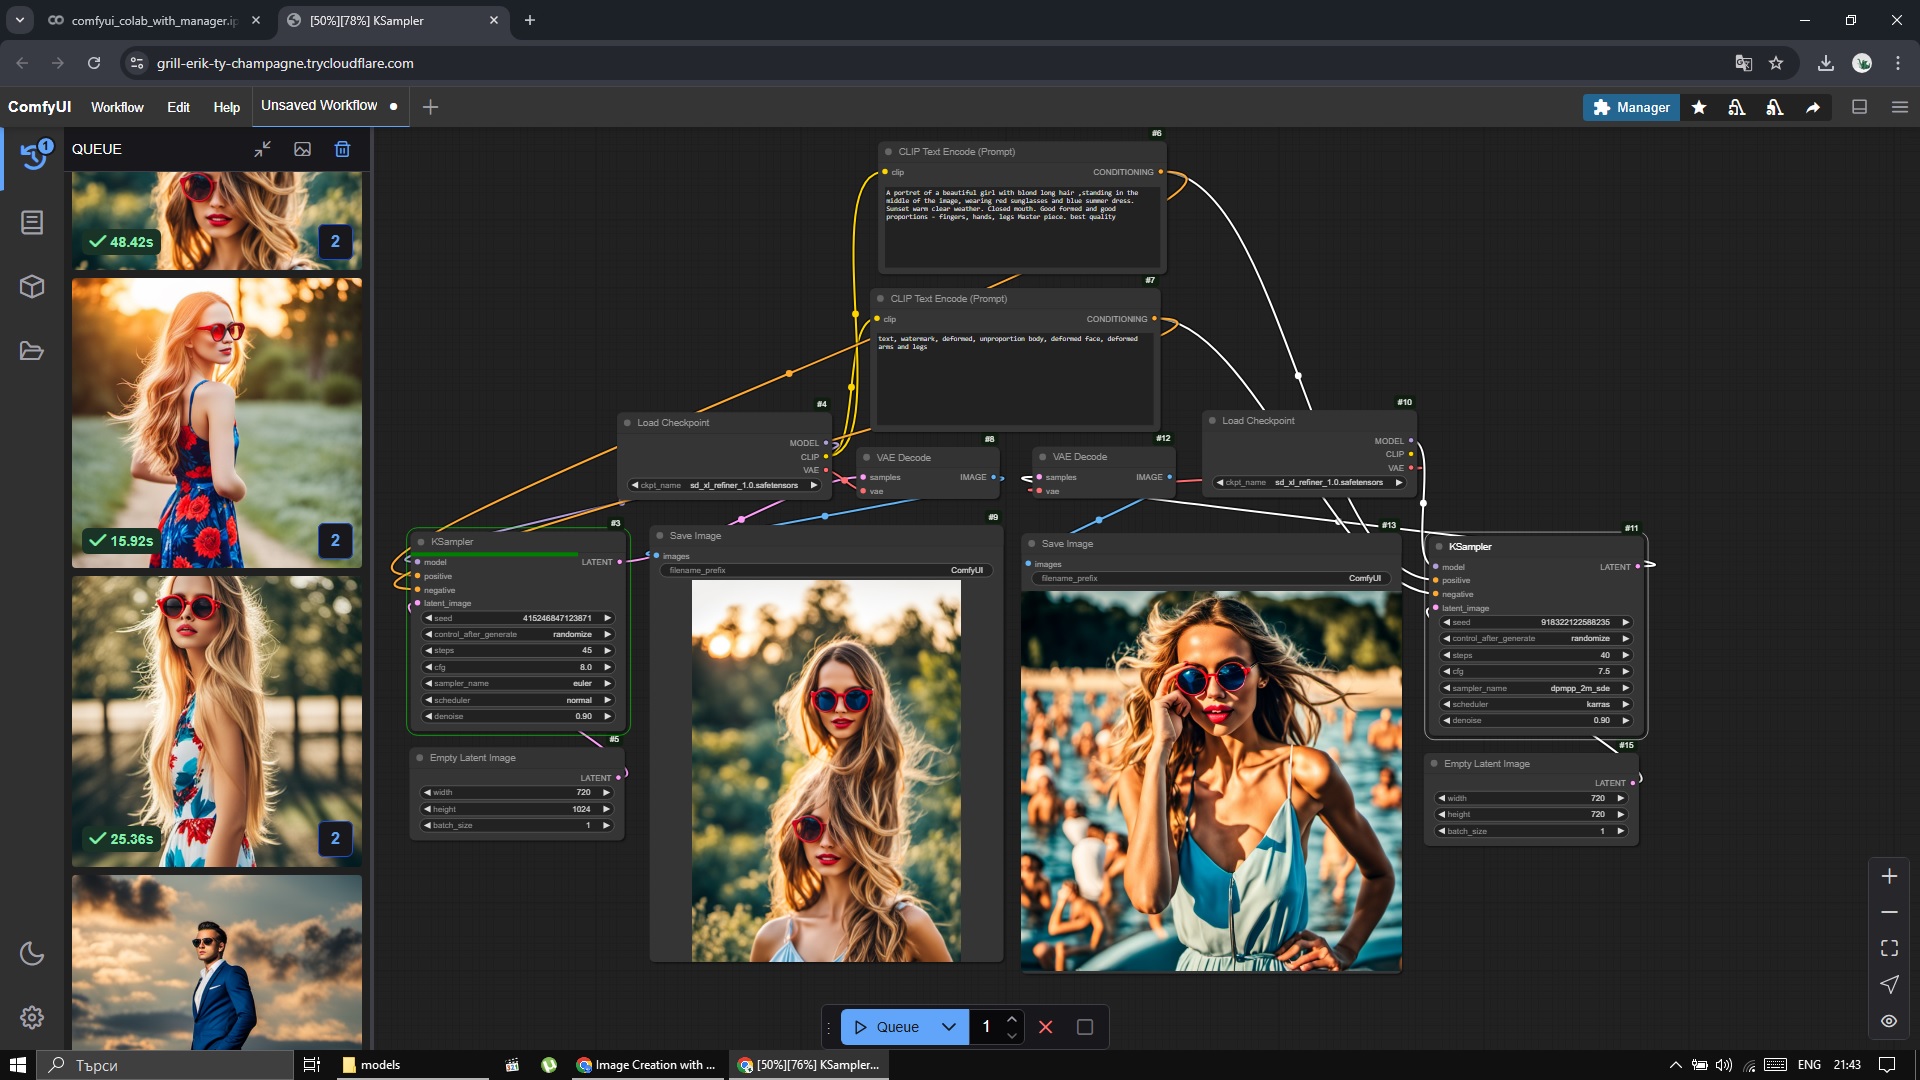 comfyui_colab_with_manager.ip
[50%][78%] KSampler
grill-erik-ty-champagne.trycloudflare.com
ComfyUI
Workflow
Edit
Help
Unsaved Workflow
Manager
1
QUEUE
48.42s
2
15.92s
2
25.36s
2
#6
CLIP Text Encode (Prompt)
clip
CONDITIONING
A portret of a beautiful girl with blond long hair ,standing in the
middle of the image, wearing red sunglasses and blue summer dress.
Sunset warm clear weather. Closed mouth. Good formed and good
proportions - fingers, hands, legs Master piece. best quality
#7
CLIP Text Encode (Prompt)
clip
CONDITIONING
text, watermark, deformed, unproportion body, deformed face, deformed
arms and legs
#4
Load Checkpoint
MODEL
CLIP
VAE
ckpt_name sd_xl_refiner_1.0.safetensors
#8
VAE Decode
samples
IMAGE
vae
#12
VAE Decode
samples
IMAGE
vae
#10
Load Checkpoint
MODEL
CLIP
VAE
ckpt_name sd_xl_refiner_1.0.safetensors
#3
KSampler
model
LATENT
positive
negative
latent_image
seed 415246847123871
control_after_generate randomize
steps 45
cfg 8.0
sampler_name euler
scheduler normal
denoise 0.90
#5
Empty Latent Image
LATENT
width 720
height 1024
batch_size 1
#9
Save Image
images
filename_prefix ComfyUI
#13
Save Image
images
filename_prefix ComfyUI
#11
KSampler
model
LATENT
positive
negative
latent_image
seed 918322122588235
control_after_generate randomize
steps 40
cfg 7.5
sampler_name dpmpp_2m_sde
scheduler karras
denoise 0.90
#15
Empty Latent Image
LATENT
width 720
height 720
batch_size 1
Queue
1
Търси
models
Image Creation with ...
[50%][76%] KSampler...
ENG
21:43